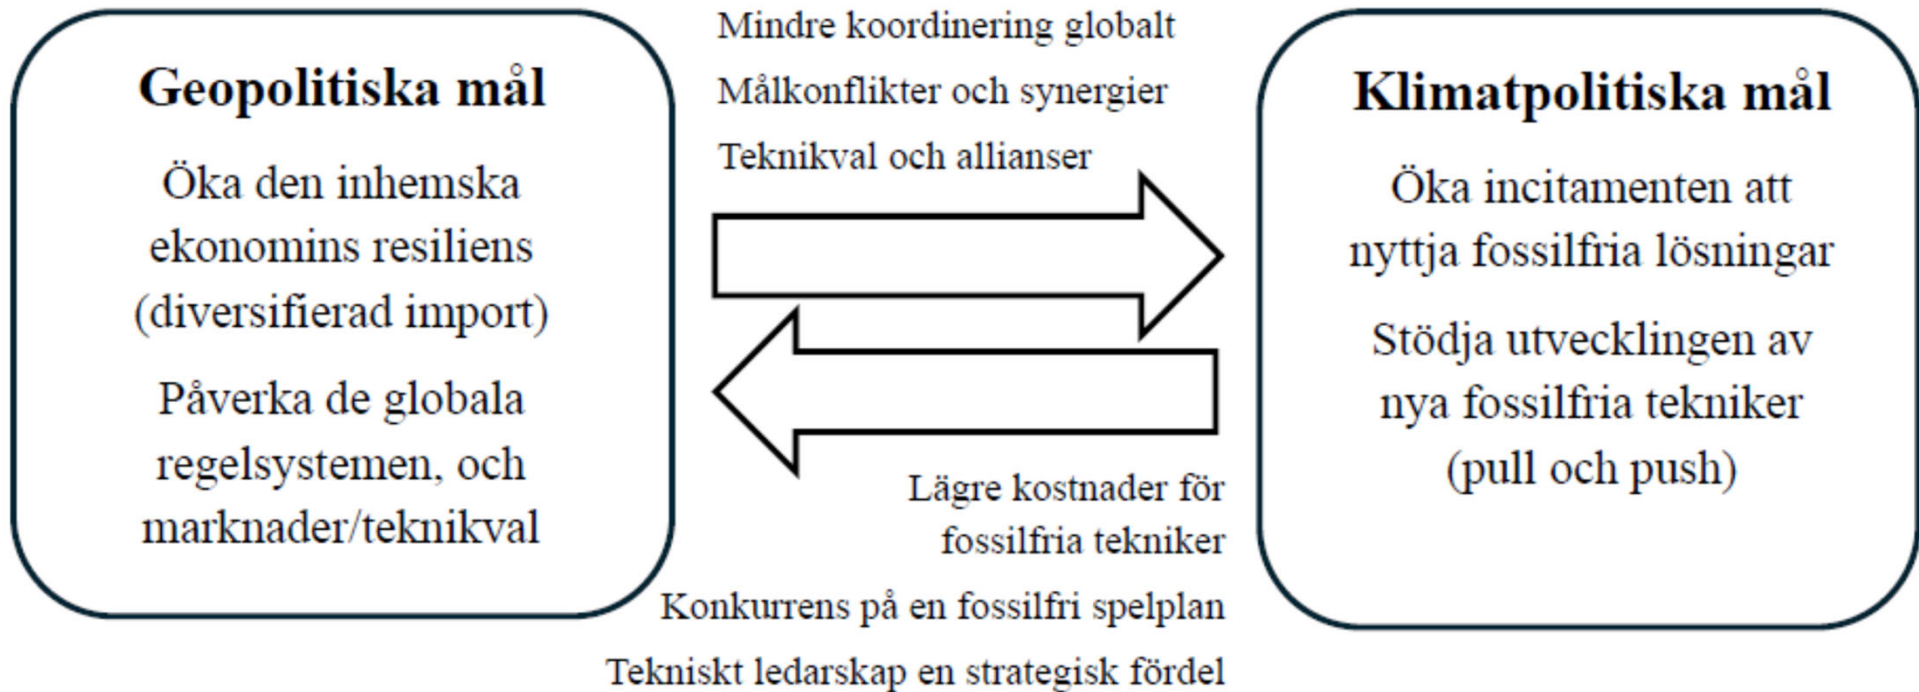 Geopolitiska mål
Öka den inhemska
ekonomins resiliens
(diversifierad import)
Påverka de globala
regelsystemen, och
marknader/teknikval
Mindre koordinering globalt
Målkonflikter och synergier
Teknikval och allianser
Lägre kostnader för
fossilfria tekniker
Konkurrens på en fossilfri spelplan
Tekniskt ledarskap en strategisk fördel
Klimatpolitiska mål
Öka incitamenten att
nyttja fossilfria lösningar
Stödja utvecklingen av
nya fossilfria tekniker
(pull och push)